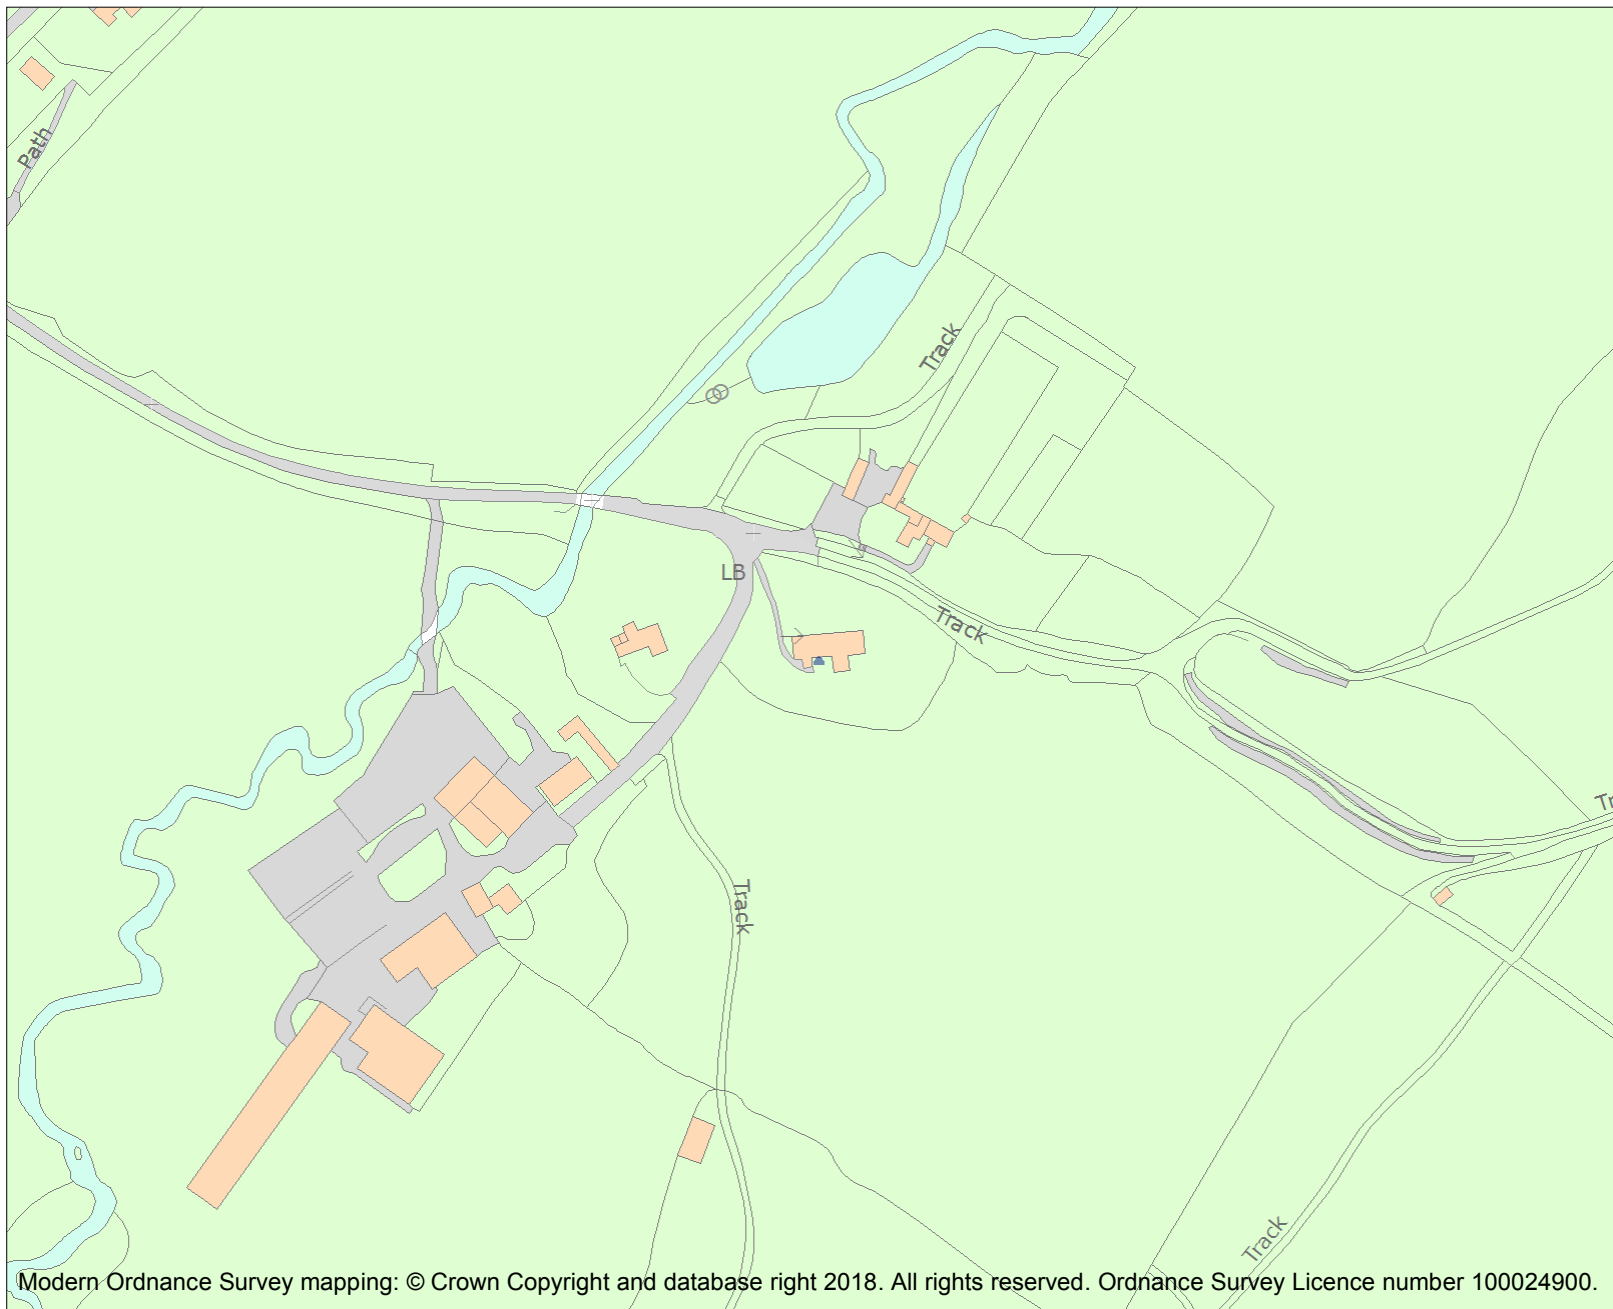 Path
Track
LB
Track
Tr
Track
Track
Modern Ordnance Survey mapping: © Crown Copyright and database right 2018. All rights reserved. Ordnance Survey Licence number 100024900.